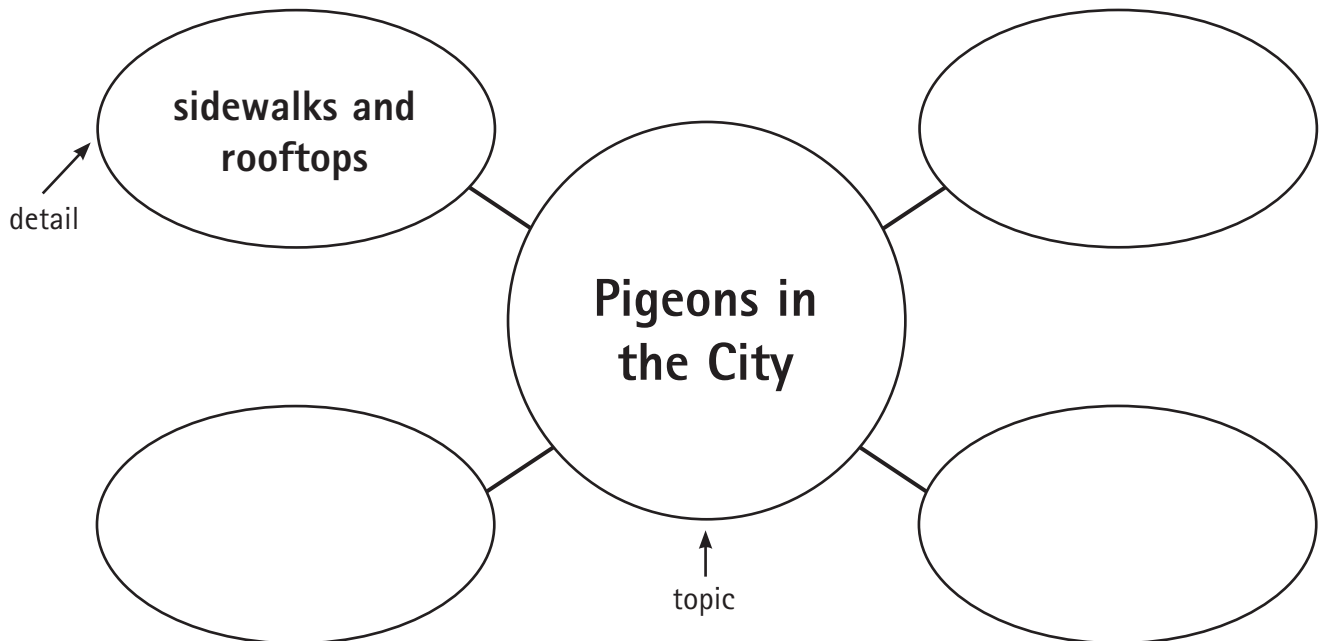 sidewalks and
rooftops
detail
Pigeons in
the City
topic